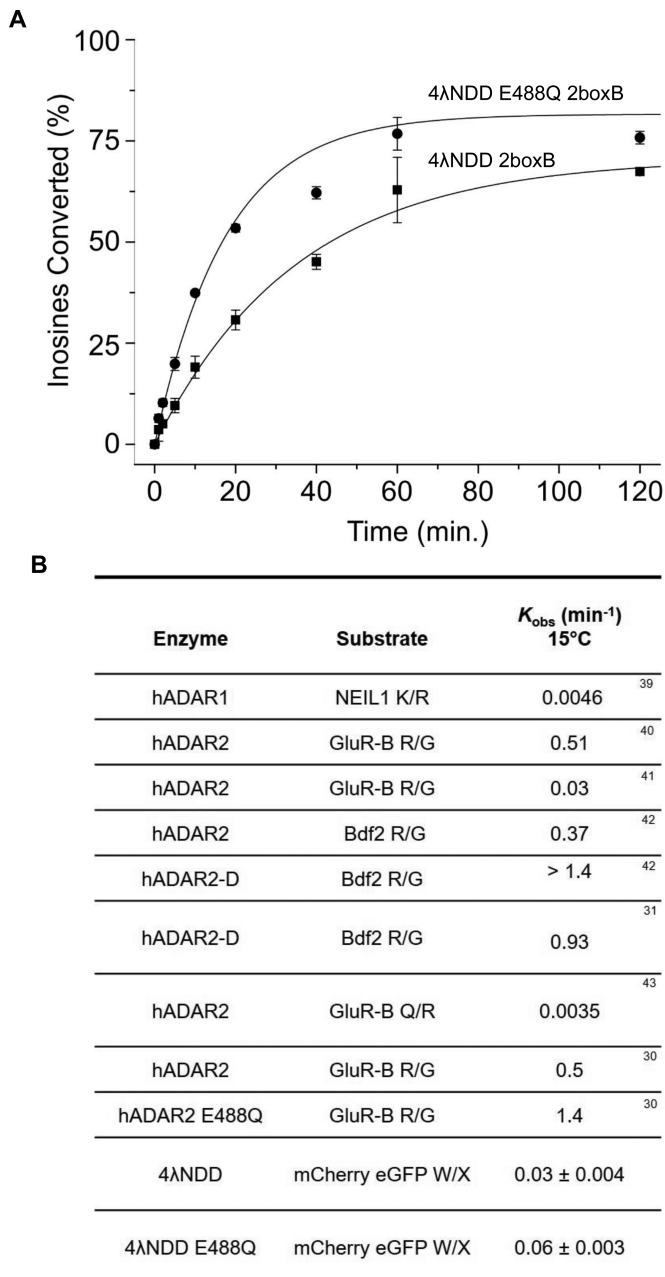 A
100
75
50
25
0
Inosines Converted (%)
4λNDD E488Q 2boxB
4λNDD 2boxB
0 20 40 60 80 100 120
Time (min.)
B
Enzyme Substrate Kobs (min-1) 15°C
hADAR1 NEIL1 K/R 0.0046 39
hADAR2 GluR-B R/G 0.51 40
hADAR2 GluR-B R/G 0.03 41
hADAR2 Bdf2 R/G 0.37 42
hADAR2-D Bdf2 R/G > 1.4 42
hADAR2-D Bdf2 R/G 0.93 31
hADAR2 GluR-B Q/R 0.0035 43
hADAR2 GluR-B R/G 0.5 30
hADAR2 E488Q GluR-B R/G 1.4 30
4λNDD mCherry eGFP W/X 0.03 ± 0.004
4λNDD E488Q mCherry eGFP W/X 0.06 ± 0.003